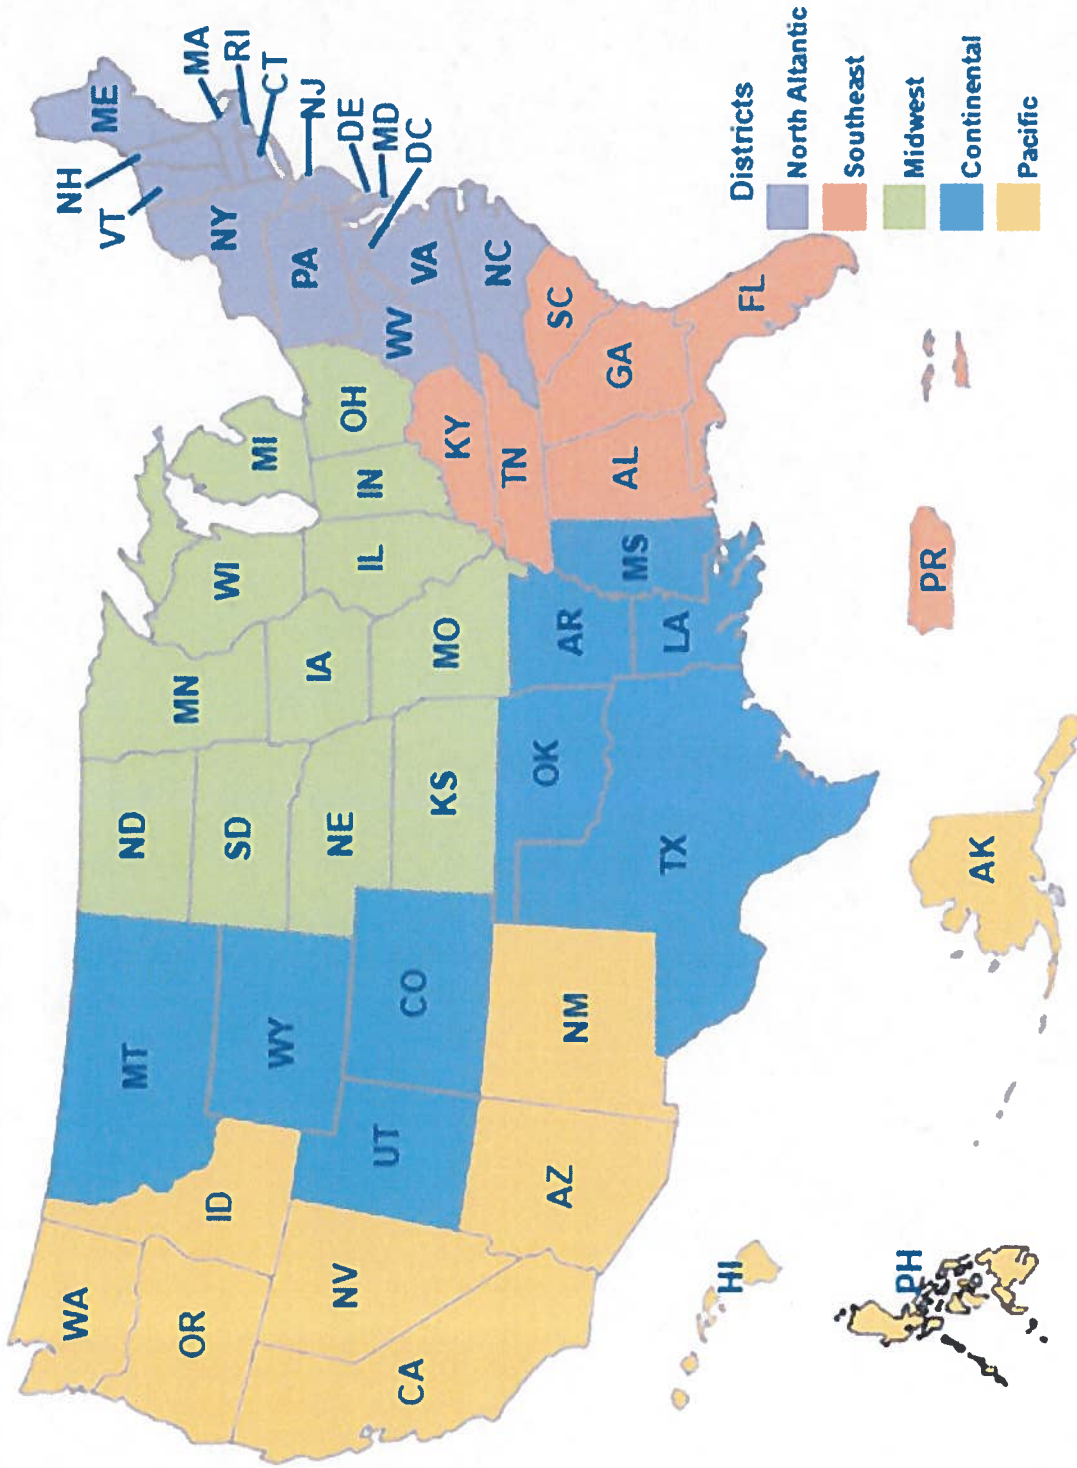 WA
OR
CA
NV
ID
MT
WY
UT
CO
AZ
NM
ND
SD
NE
KS
OK
TX
MN
IA
MO
AR
LA
WI
IL
MS
MI
IN
OH
KY
TN
AL
GA
FL
SC
NC
VA
WV
PA
NY
VT
NH
ME
MA
RI
CT
NJ
DE
MD
DC
HI
PH
AK
PR
Districts
North Altantic
Southeast
Midwest
Continental
Pacific